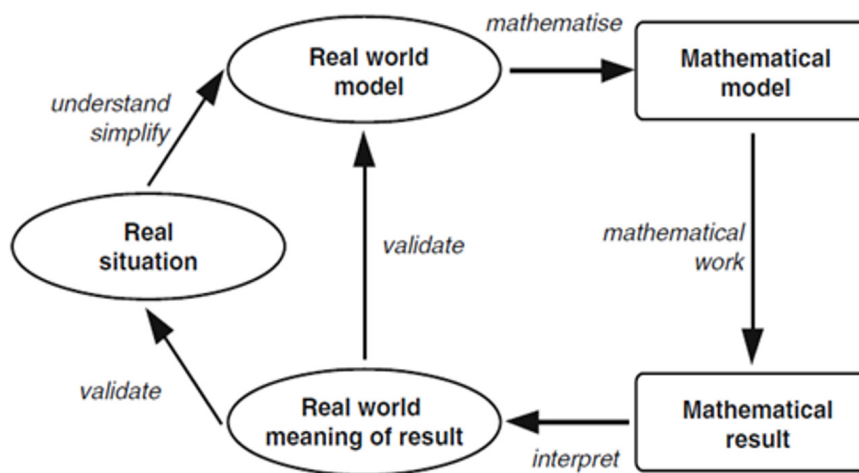 mathematise
Real world
model
Mathematical
model
understand
simplify
Real
situation
validate
mathematical
work
validate
Real world
meaning of result
interpret
Mathematical
result